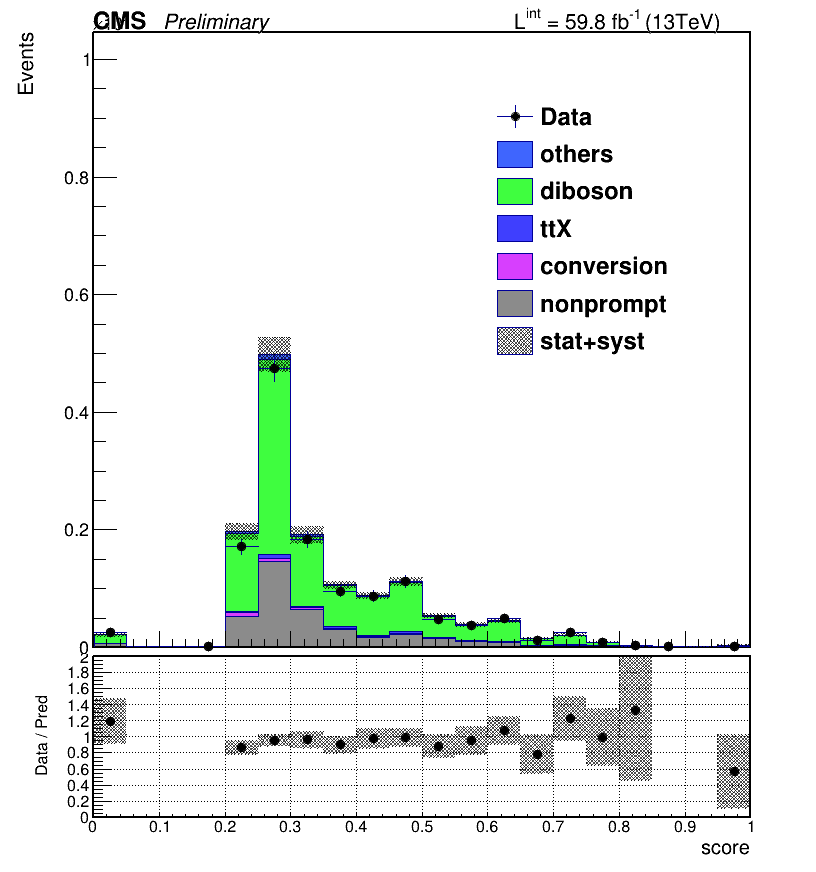 CMS Preliminary L^int = 59.8 fb^-1 (13TeV)
Events
1
0.8
0.6
0.4
0.2
0
Data
others
diboson
ttX
conversion
nonprompt
stat+syst
Data / Pred
2
1.8
1.6
1.4
1.2
1
0.8
0.6
0.4
0.2
0
0 0.1 0.2 0.3 0.4 0.5 0.6 0.7 0.8 0.9 1
score